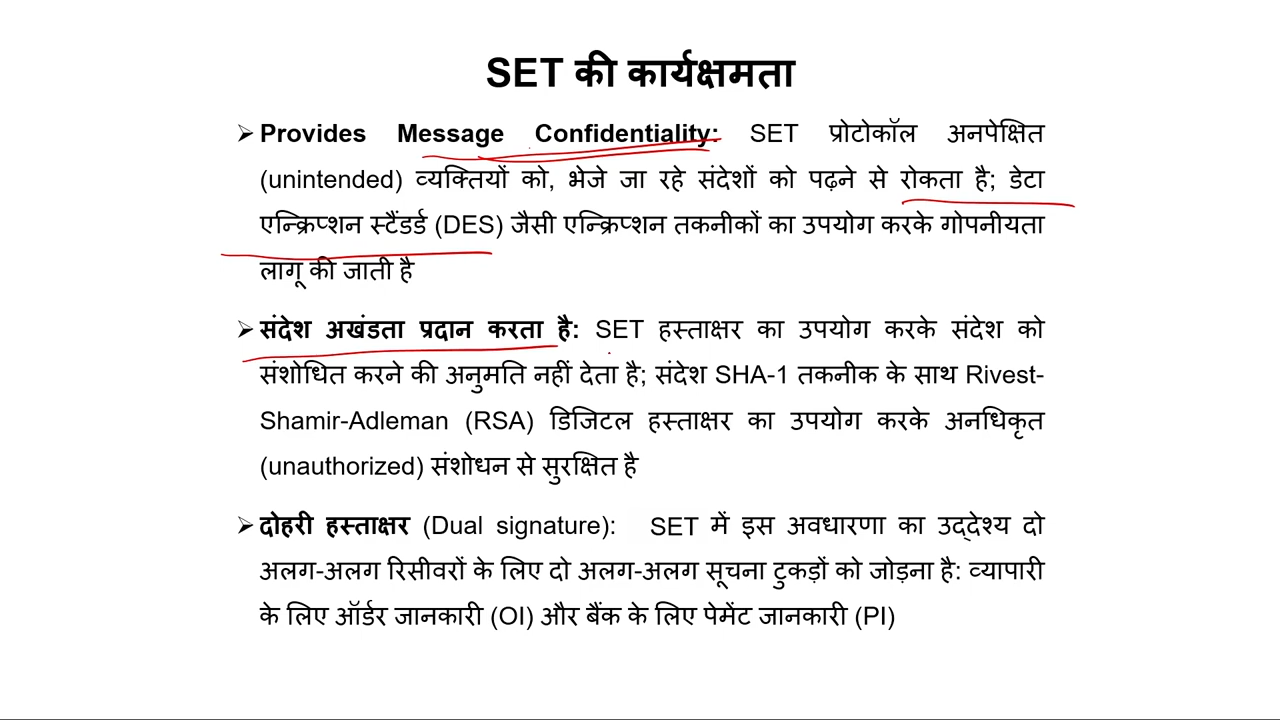 SET की कार्यक्षमता
➢ Provides Message Confidentiality: SET प्रोटोकॉल अनपेक्षित
(unintended) व्यक्तियों को, भेजे जा रहे संदेशों को पढ़ने से रोकता है; डेटा
एन्क्रिप्शन स्टैंडर्ड (DES) जैसी एन्क्रिप्शन तकनीकों का उपयोग करके गोपनीयता
लागू की जाती है
➢ संदेश अखंडता प्रदान करता है: SET हस्ताक्षर का उपयोग करके संदेश को
संशोधित करने की अनुमति नहीं देता है; संदेश SHA-1 तकनीक के साथ Rivest-
Shamir-Adleman (RSA) डिजिटल हस्ताक्षर का उपयोग करके अनधिकृत
(unauthorized) संशोधन से सुरक्षित है
➢ दोहरी हस्ताक्षर (Dual signature): SET में इस अवधारणा का उद्देश्य दो
अलग-अलग रिसीवरों के लिए दो अलग-अलग सूचना टुकड़ों को जोड़ना है: व्यापारी
के लिए ऑर्डर जानकारी (OI) और बैंक के लिए पेमेंट जानकारी (PI)